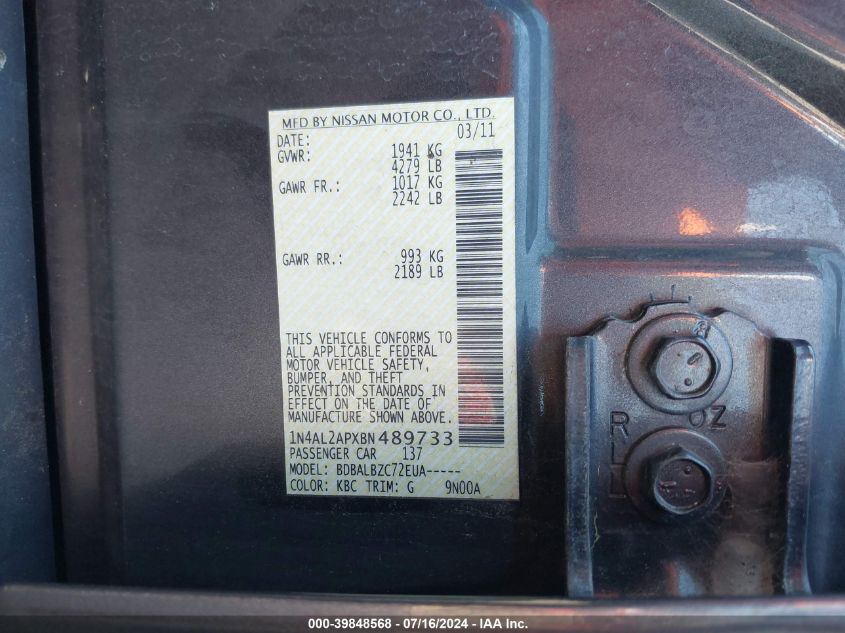 MFD BY NISSAN MOTOR CO., LTD.
DATE: 03/11
GVWR: 1941 KG
4279 LB
GAWR FR.: 1017 KG
2242 LB
GAWR RR.: 993 KG
2189 LB
THIS VEHICLE CONFORMS TO
ALL APPLICABLE FEDERAL
MOTOR VEHICLE SAFETY,
BUMPER, AND THEFT
PREVENTION STANDARDS IN
EFFECT ON THE DATE OF
MANUFACTURE SHOWN ABOVE.
1N4AL2APXBN489733
PASSENGER CAR 137
MODEL: BDBALBZC72EUA-----
COLOR: KBC TRIM: G 9N00A
000-39848568 - 07/16/2024 - IAA Inc.